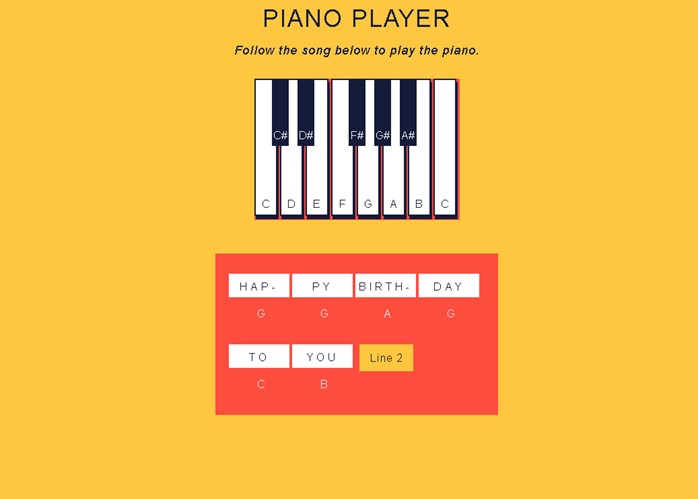 PIANO PLAYER
Follow the song below to play the piano.
C# D# F# G# A#
C D E F G A B C
HAP- PY BIRTH- DAY
G G A G
TO YOU Line 2
C B